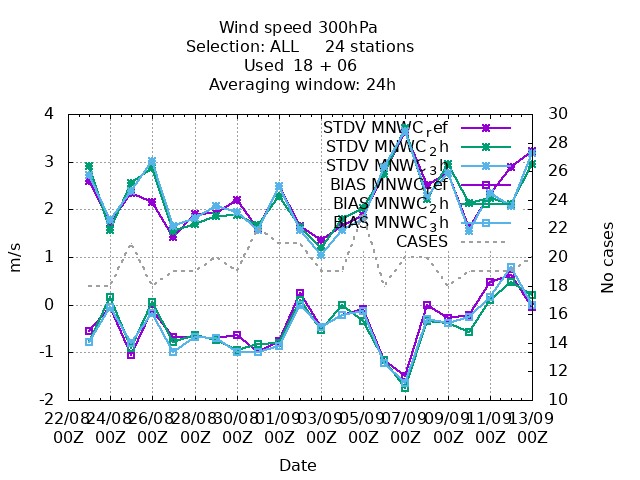 Wind speed 300hPa
Selection: ALL 24 stations
Used 18 + 06
Averaging window: 24h
STDV MNWC_ref
STDV MNWC_2h
STDV MNWC_3h
BIAS MNWC_ref
BIAS MNWC_2h
BIAS MNWC_3h
CASES
4
3
2
1
0
-1
-2
m/s
30
28
26
24
22
20
18
16
14
12
10
No cases
22/08 24/08 26/08 28/08 30/08 01/09 03/09 05/09 07/09 09/09 11/09 13/09
00Z 00Z 00Z 00Z 00Z 00Z 00Z 00Z 00Z 00Z 00Z 00Z
Date